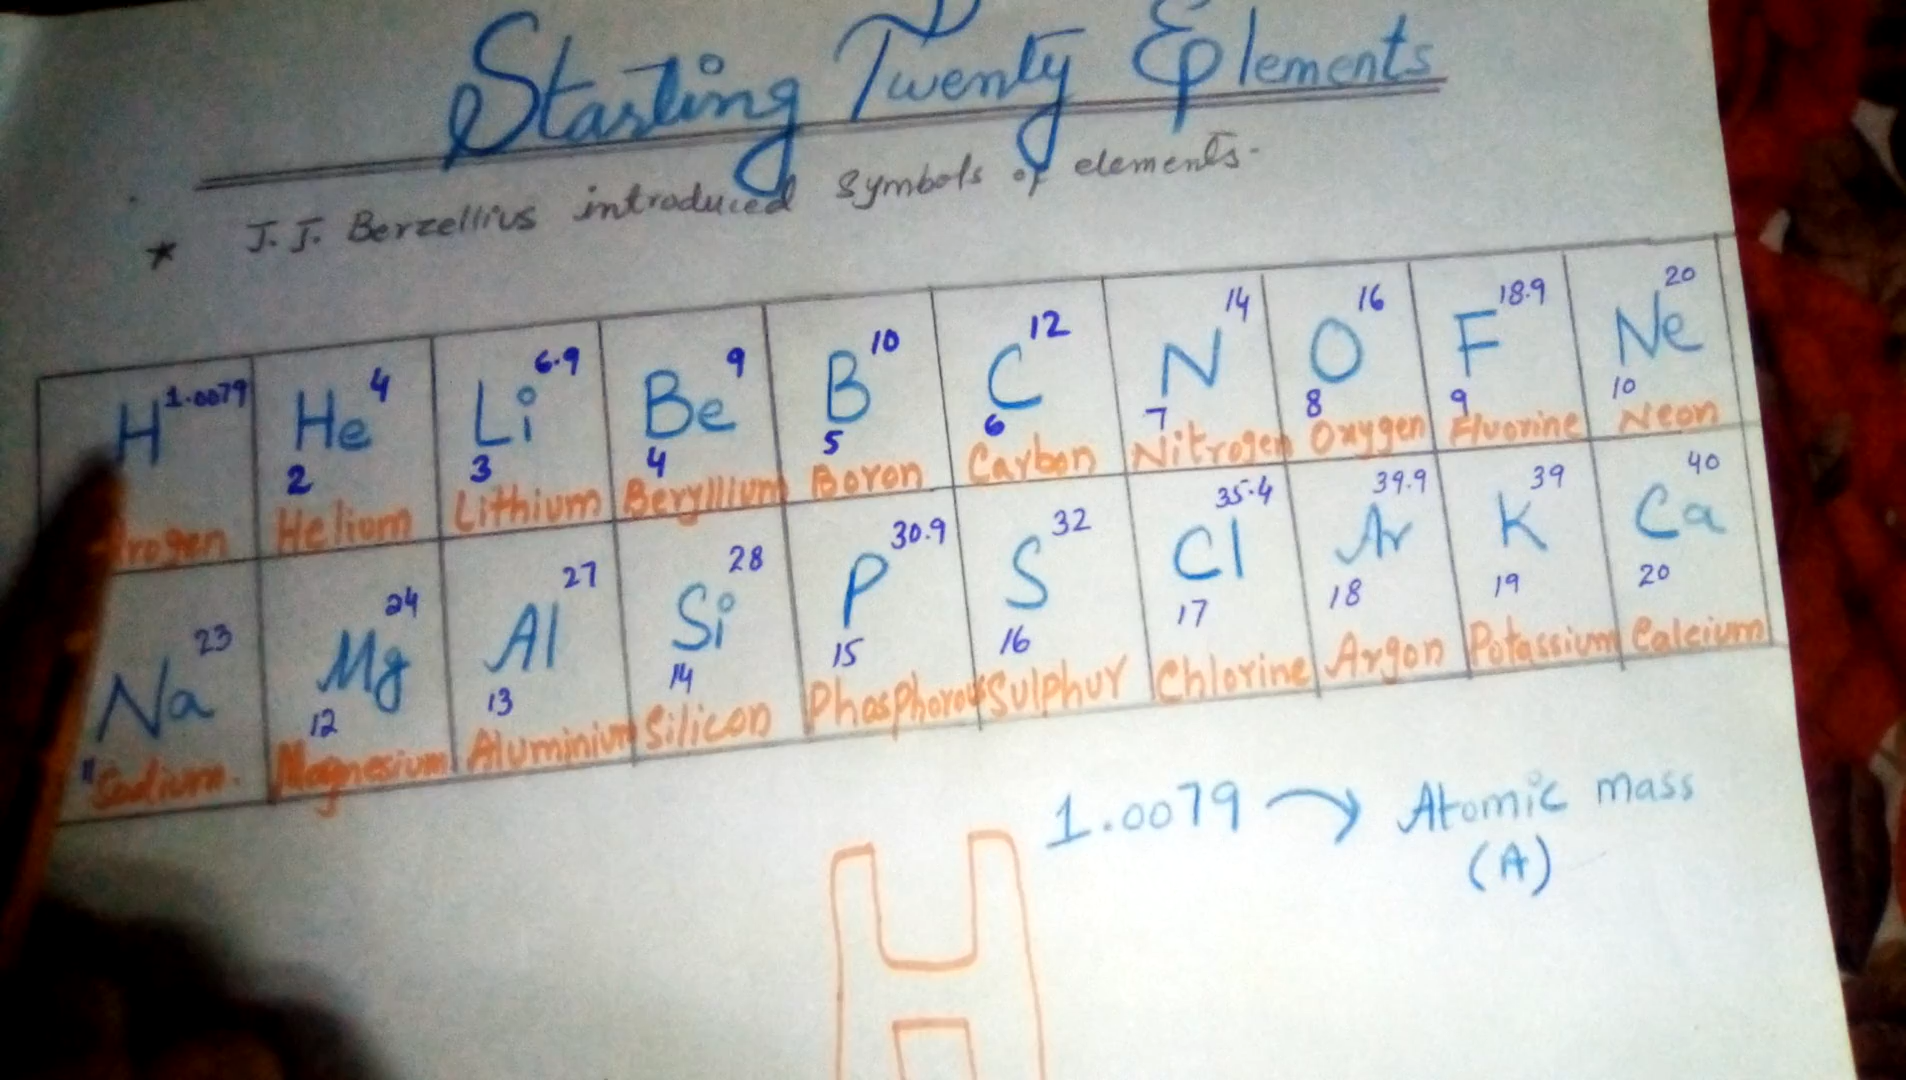 Starting Twenty Elements
* J. J. Berzellius introduced Symbols of elements.
H 1.0079 He 4 Li 6.9 Be 9 B 10 C 12 N 14 O 16 F 18.9 Ne 20
2 3 4 5 6 7 8 9 10
rogen Helium Lithium Beryllium Boron Carbon Nitrogen Oxygen Fluorine Neon
Na 23 Mg 24 Al 27 Si 28 P 30.9 S 32 Cl 35.4 Ar 39.9 K 39 Ca 40
11 12 13 14 15 16 17 18 19 20
Sodium. Magnesium Aluminium Silicon Phosphorous Sulphur Chlorine Argon Potassium Calcium
1.0079 → Atomic mass
(A)
H